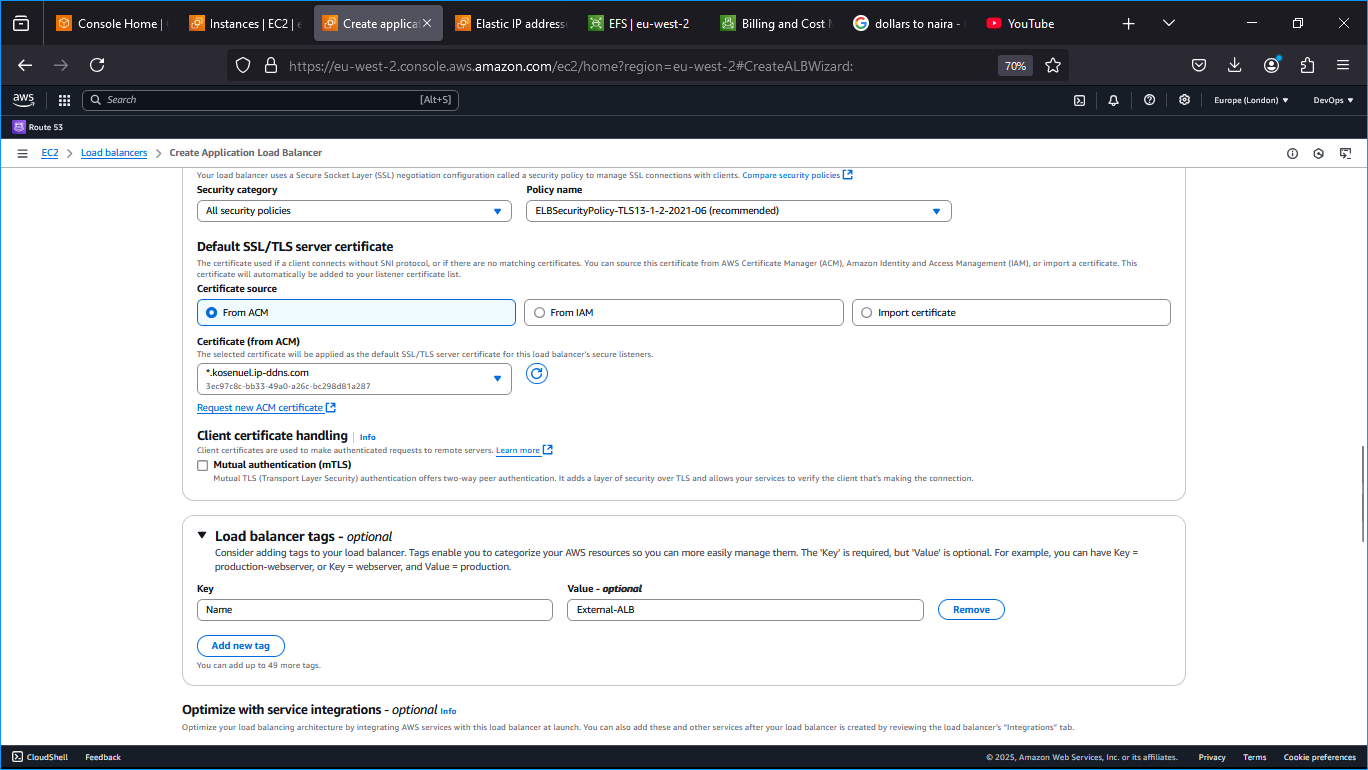 Console Home |
Instances | EC2 | e
Create applica
Elastic IP address
EFS | eu-west-2
Billing and Cost M
dollars to naira -
YouTube
https://eu-west-2.console.aws.amazon.com/ec2/home?region=eu-west-2#CreateALBWizard:
70%
aws
Search
[Alt+S]
Europe (London)
DevOps
Route 53
EC2 > Load balancers > Create Application Load Balancer
Your load balancer uses a Secure Socket Layer (SSL) negotiation configuration called a security policy to manage SSL connections with clients. Compare security policies
Security category
Policy name
All security policies
ELBSecurityPolicy-TLS13-1-2-2021-06 (recommended)
Default SSL/TLS server certificate
The certificate used if a client connects without SNI protocol, or if there are no matching certificates. You can source this certificate from AWS Certificate Manager (ACM), Amazon Identity and Access Management (IAM), or import a certificate. This
certificate will automatically be added to your listener certificate list.
Certificate source
From ACM
From IAM
Import certificate
Certificate (from ACM)
The selected certificate will be applied as the default SSL/TLS server certificate for this load balancer's secure listeners.
*.kosenuel.ip-ddns.com
3ec97c8c-bb33-49a0-a26c-bc298d81a287
Request new ACM certificate
Client certificate handling | Info
Client certificates are used to make authenticated requests to remote servers. Learn more
Mutual authentication (mTLS)
Mutual TLS (Transport Layer Security) authentication offers two-way peer authentication. It adds a layer of security over TLS and allows your services to verify the client that's making the connection.
Load balancer tags - optional
Consider adding tags to your load balancer. Tags enable you to categorize your AWS resources so you can more easily manage them. The 'Key' is required, but 'Value' is optional. For example, you can have Key =
production-webserver, or Key = webserver, and Value = production.
Key
Value - optional
Name
External-ALB
Remove
Add new tag
You can add up to 49 more tags.
Optimize with service integrations - optional Info
Optimize your load balancing architecture by integrating AWS services with this load balancer at launch. You can also add these and other services after your load balancer is created by reviewing the load balancer's "Integrations" tab.
CloudShell
Feedback
© 2025, Amazon Web Services, Inc. or its affiliates.
Privacy
Terms
Cookie preferences